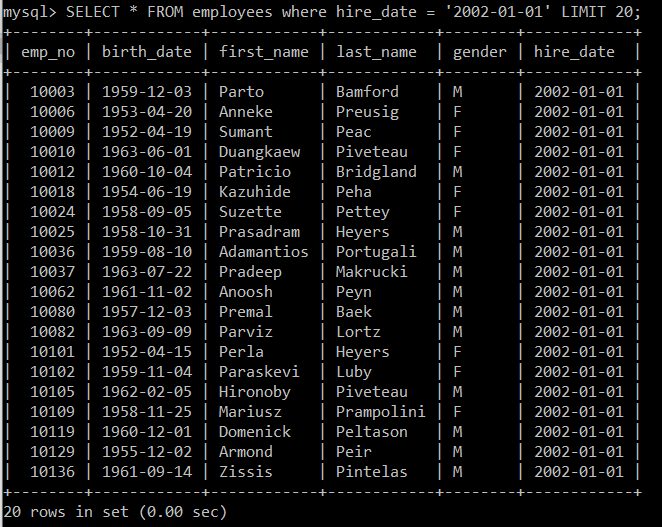 mysql> SELECT * FROM employees where hire_date = '2002-01-01' LIMIT 20;
+--------+------------+------------+------------+--------+------------+
| emp_no | birth_date | first_name | last_name  | gender | hire_date  |
+--------+------------+------------+------------+--------+------------+
|  10003 | 1959-12-03 | Parto      | Bamford    | M      | 2002-01-01 |
|  10006 | 1953-04-20 | Anneke     | Preusig    | F      | 2002-01-01 |
|  10009 | 1952-04-19 | Sumant     | Peac       | F      | 2002-01-01 |
|  10010 | 1963-06-01 | Duangkaew  | Piveteau   | F      | 2002-01-01 |
|  10012 | 1960-10-04 | Patricio   | Bridgland  | M      | 2002-01-01 |
|  10018 | 1954-06-19 | Kazuhide   | Peha       | F      | 2002-01-01 |
|  10024 | 1958-09-05 | Suzette    | Pettey     | F      | 2002-01-01 |
|  10025 | 1958-10-31 | Prasadram  | Heyers     | M      | 2002-01-01 |
|  10036 | 1959-08-10 | Adamantios | Portugali  | M      | 2002-01-01 |
|  10037 | 1963-07-22 | Pradeep    | Makrucki   | M      | 2002-01-01 |
|  10062 | 1961-11-02 | Anoosh     | Peyn       | M      | 2002-01-01 |
|  10080 | 1957-12-03 | Premal     | Baek       | M      | 2002-01-01 |
|  10082 | 1963-09-09 | Parviz     | Lortz      | M      | 2002-01-01 |
|  10101 | 1952-04-15 | Perla      | Heyers     | F      | 2002-01-01 |
|  10102 | 1959-11-04 | Paraskevi  | Luby       | F      | 2002-01-01 |
|  10105 | 1962-02-05 | Hironoby   | Piveteau   | M      | 2002-01-01 |
|  10109 | 1958-11-25 | Mariusz    | Prampolini | F      | 2002-01-01 |
|  10119 | 1960-12-01 | Domenick   | Peltason   | M      | 2002-01-01 |
|  10129 | 1955-12-02 | Armond     | Peir       | M      | 2002-01-01 |
|  10136 | 1961-09-14 | Zissis     | Pintelas   | M      | 2002-01-01 |
+--------+------------+------------+------------+--------+------------+
20 rows in set (0.00 sec)